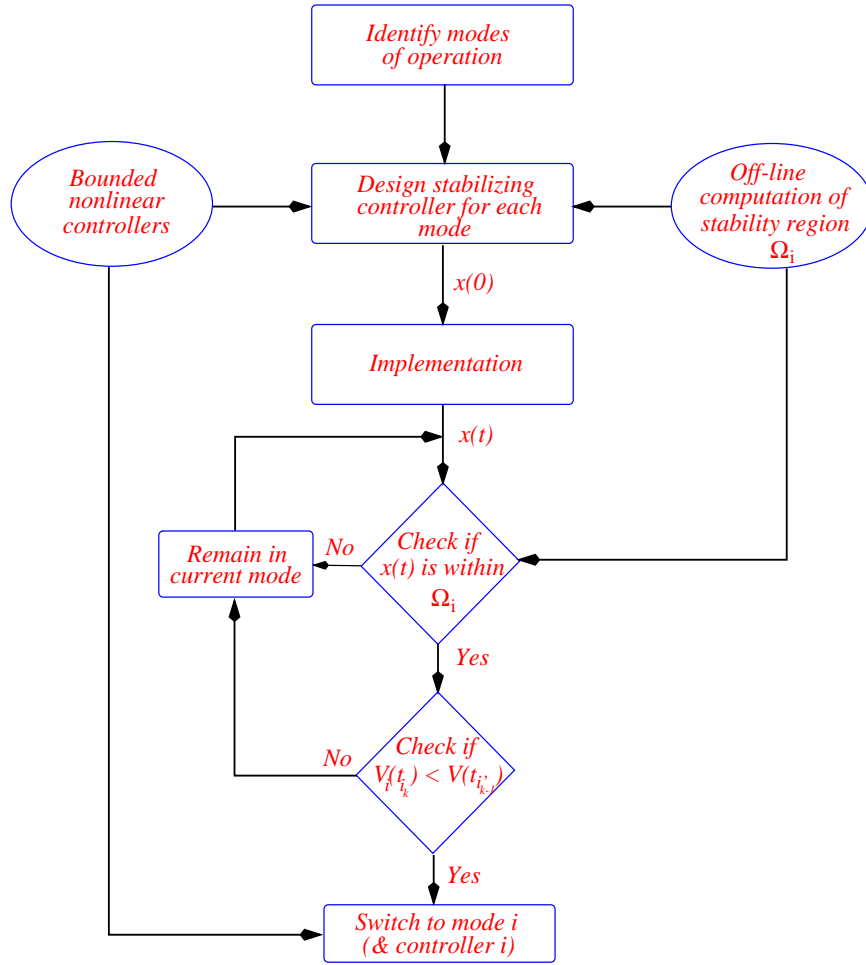 Identify modes
of operation
Bounded
nonlinear
controllers
Design stabilizing
controller for each
mode
Off-line
computation of
stability region
Ωi
x(0)
Implementation
x(t)
Remain in
current mode
No
Check if
x(t) is within
Ωi
Yes
No
Check if
Vi(tik) < V(ti'k-1)
Yes
Switch to mode i
(& controller i)